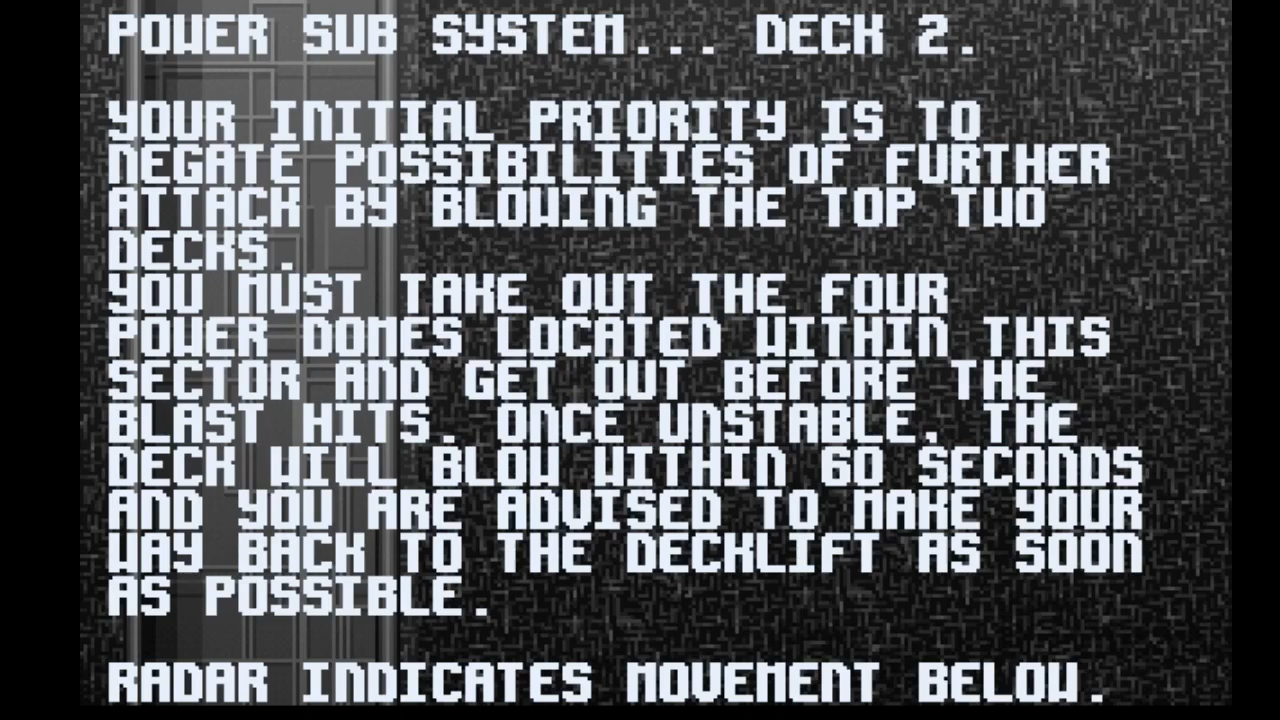 POWER SUB SYSTEM... DECK 2.
YOUR INITIAL PRIORITY IS TO
NEGATE POSSIBILITIES OF FURTHER
ATTACK BY BLOWING THE TOP TWO
DECKS.
YOU MUST TAKE OUT THE FOUR
POWER DOMES LOCATED WITHIN THIS
SECTOR AND GET OUT BEFORE THE
BLAST HITS. ONCE UNSTABLE, THE
DECK WILL BLOW WITHIN 60 SECONDS
AND YOU ARE ADVISED TO MAKE YOUR
WAY BACK TO THE DECKLIFT AS SOON
AS POSSIBLE.
RADAR INDICATES MOVEMENT BELOW.